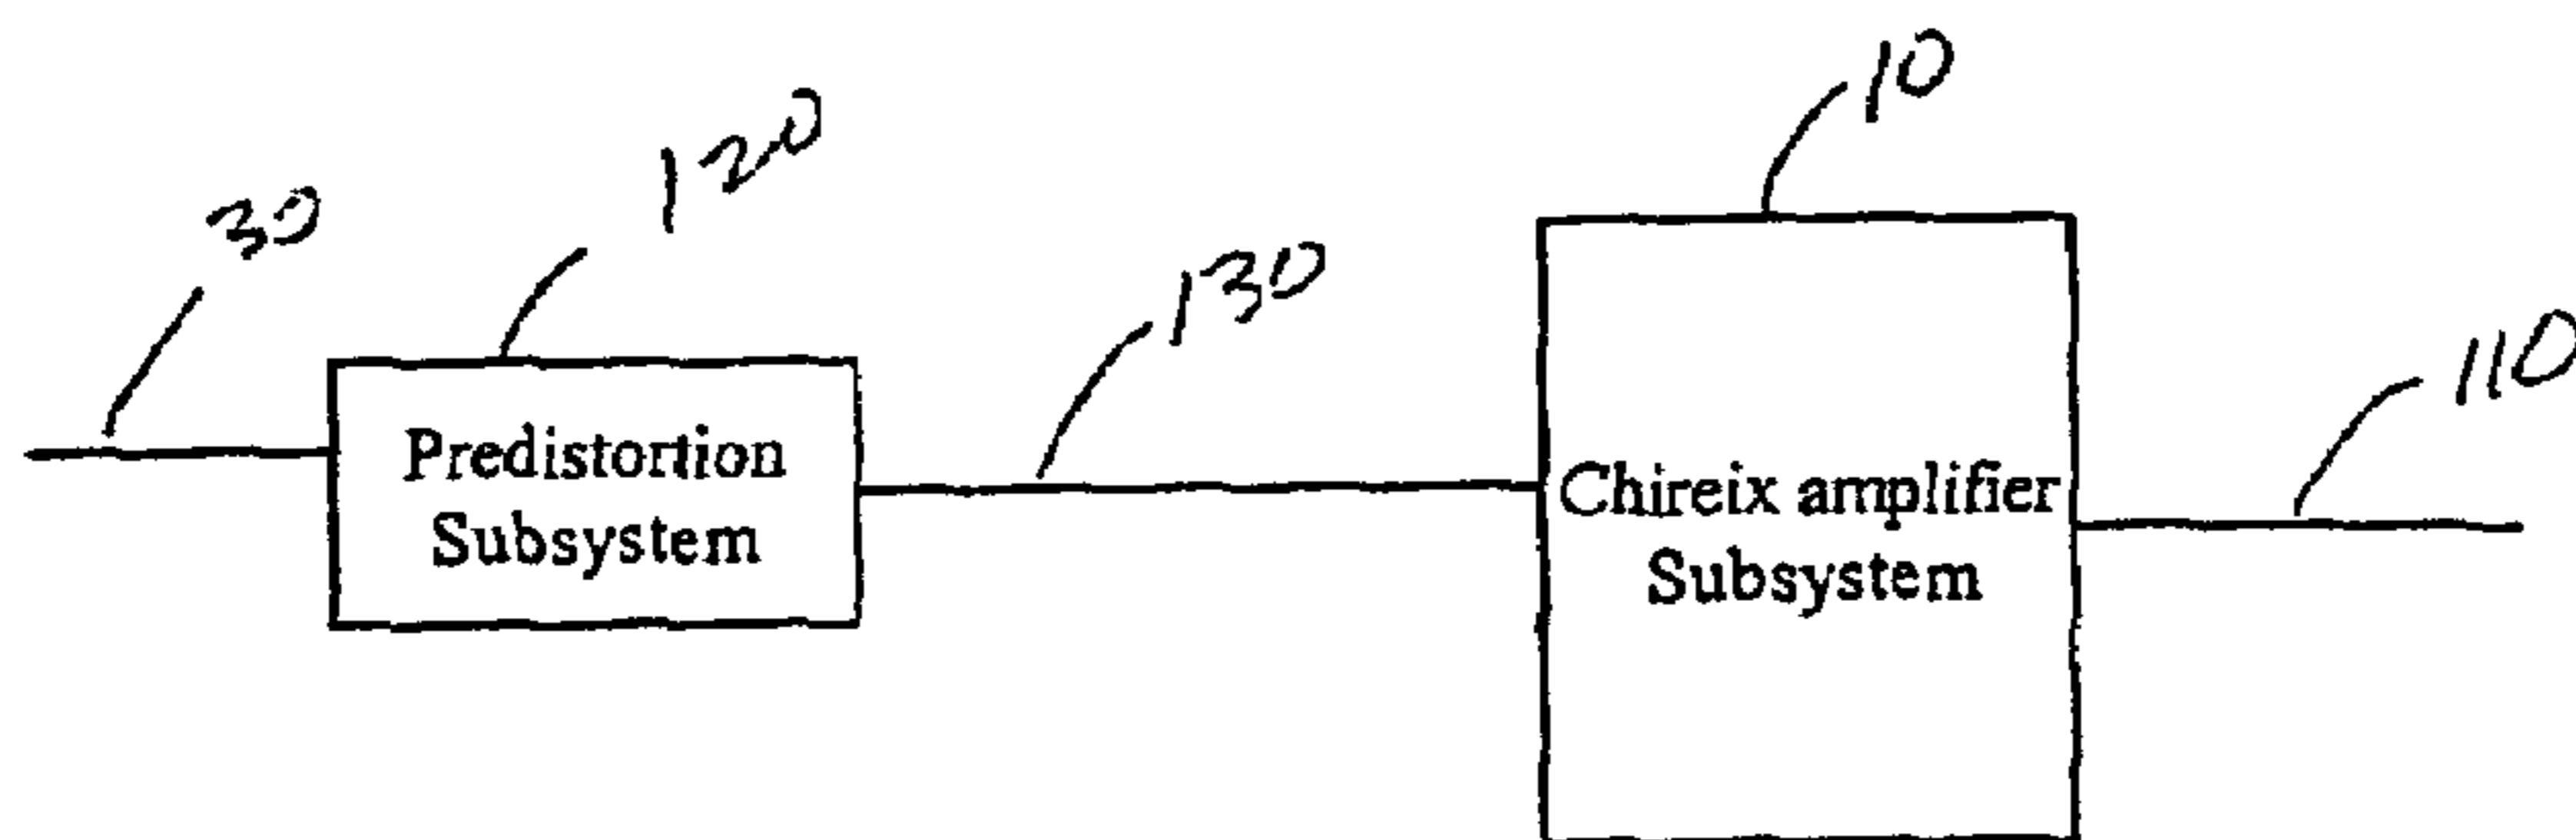 10
120
30
130
110
Predistortion
Subsystem
Chireix amplifier
Subsystem